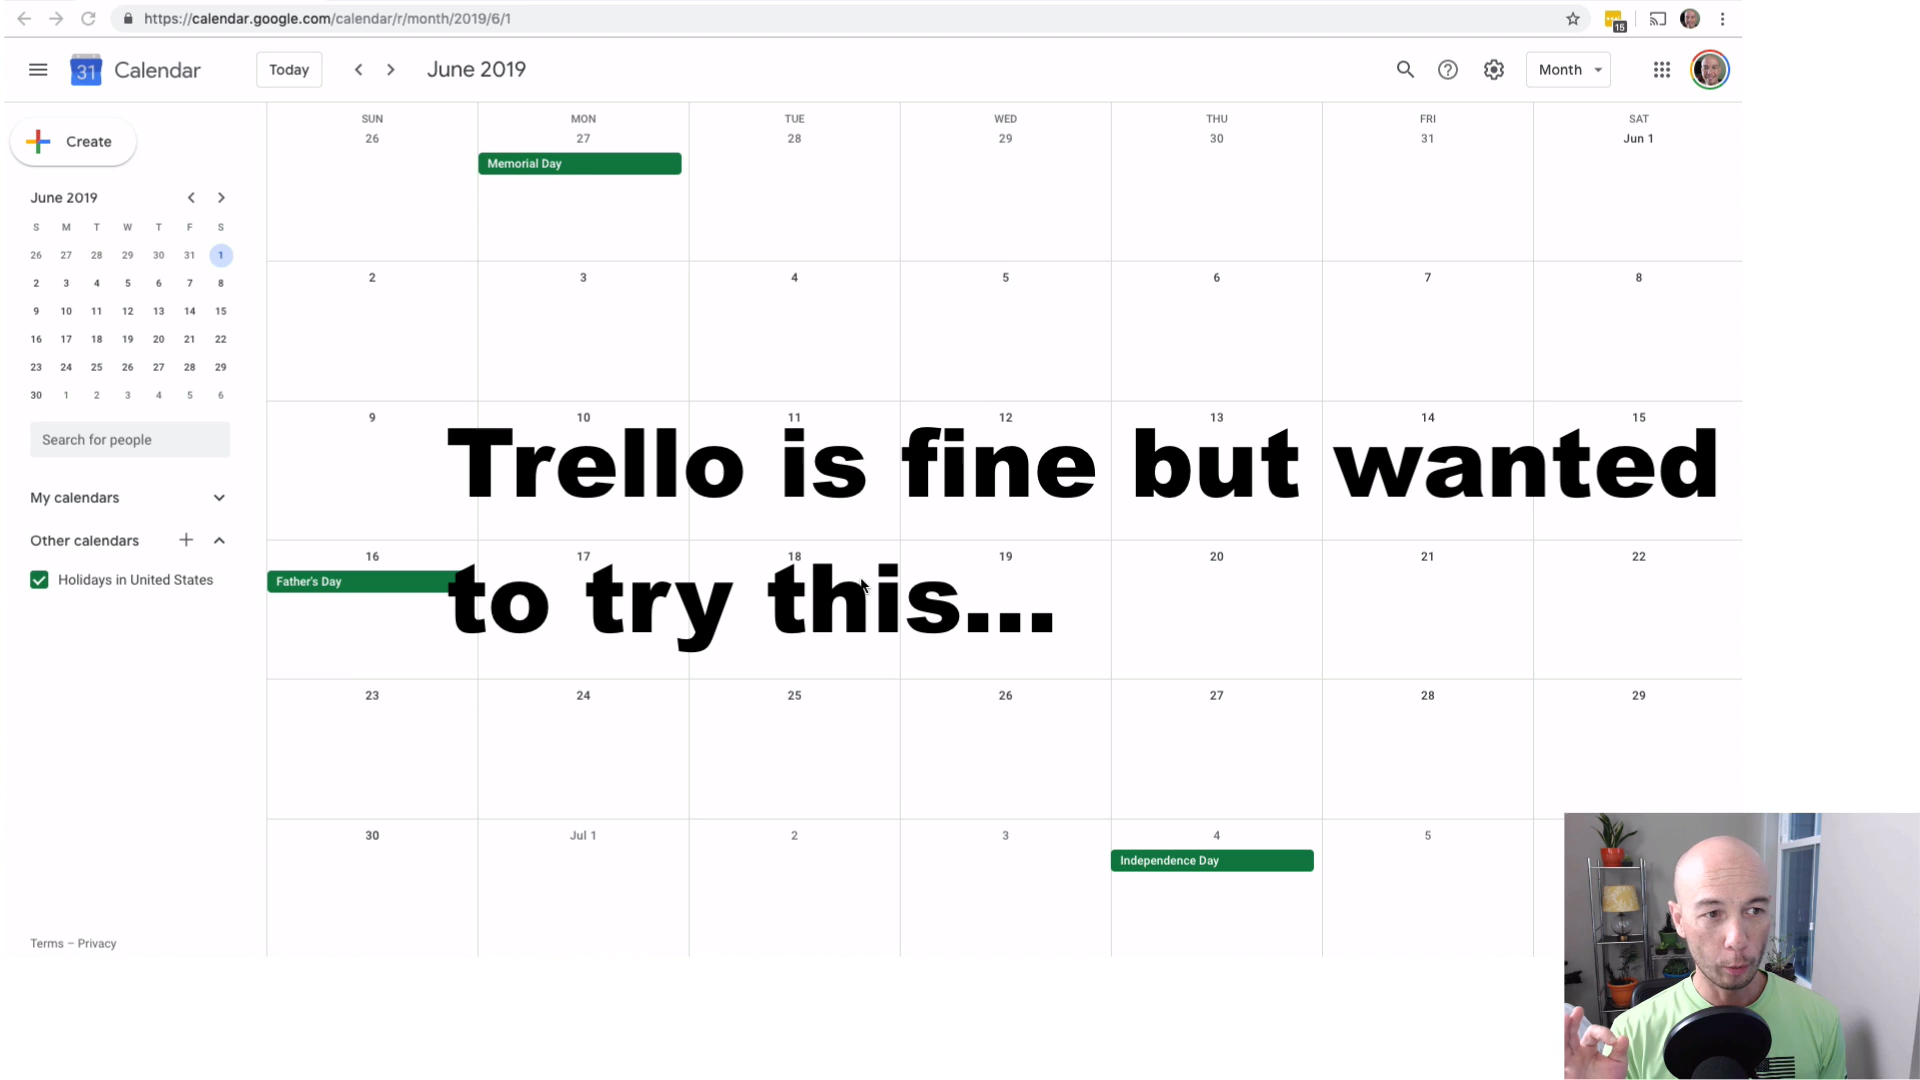 https://calendar.google.com/calendar/r/month/2019/6/1
15
31 Calendar Today June 2019 Month
Create
June 2019
S M T W T F S
26 27 28 29 30 31 1
2 3 4 5 6 7 8
9 10 11 12 13 14 15
16 17 18 19 20 21 22
23 24 25 26 27 28 29
30 1 2 3 4 5 6
Search for people
My calendars
Other calendars
Holidays in United States
Terms – Privacy
SUN MON TUE WED THU FRI SAT
26 27 28 29 30 31 Jun 1
Memorial Day
2 3 4 5 6 7 8
9 10 11 12 13 14 15
Trello is fine but wanted
16 17 18 19 20 21 22
Father's Day
to try this...
23 24 25 26 27 28 29
30 Jul 1 2 3 4 5
Independence Day